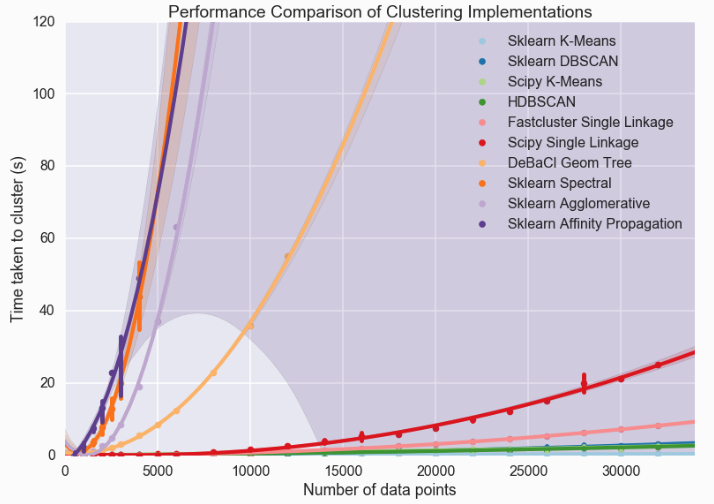 Performance Comparison of Clustering Implementations
120
100
80
60
40
20
0
Time taken to cluster (s)
Sklearn K-Means
Sklearn DBSCAN
Scipy K-Means
HDBSCAN
Fastcluster Single Linkage
Scipy Single Linkage
DeBaCl Geom Tree
Sklearn Spectral
Sklearn Agglomerative
Sklearn Affinity Propagation
0 5000 10000 15000 20000 25000 30000
Number of data points